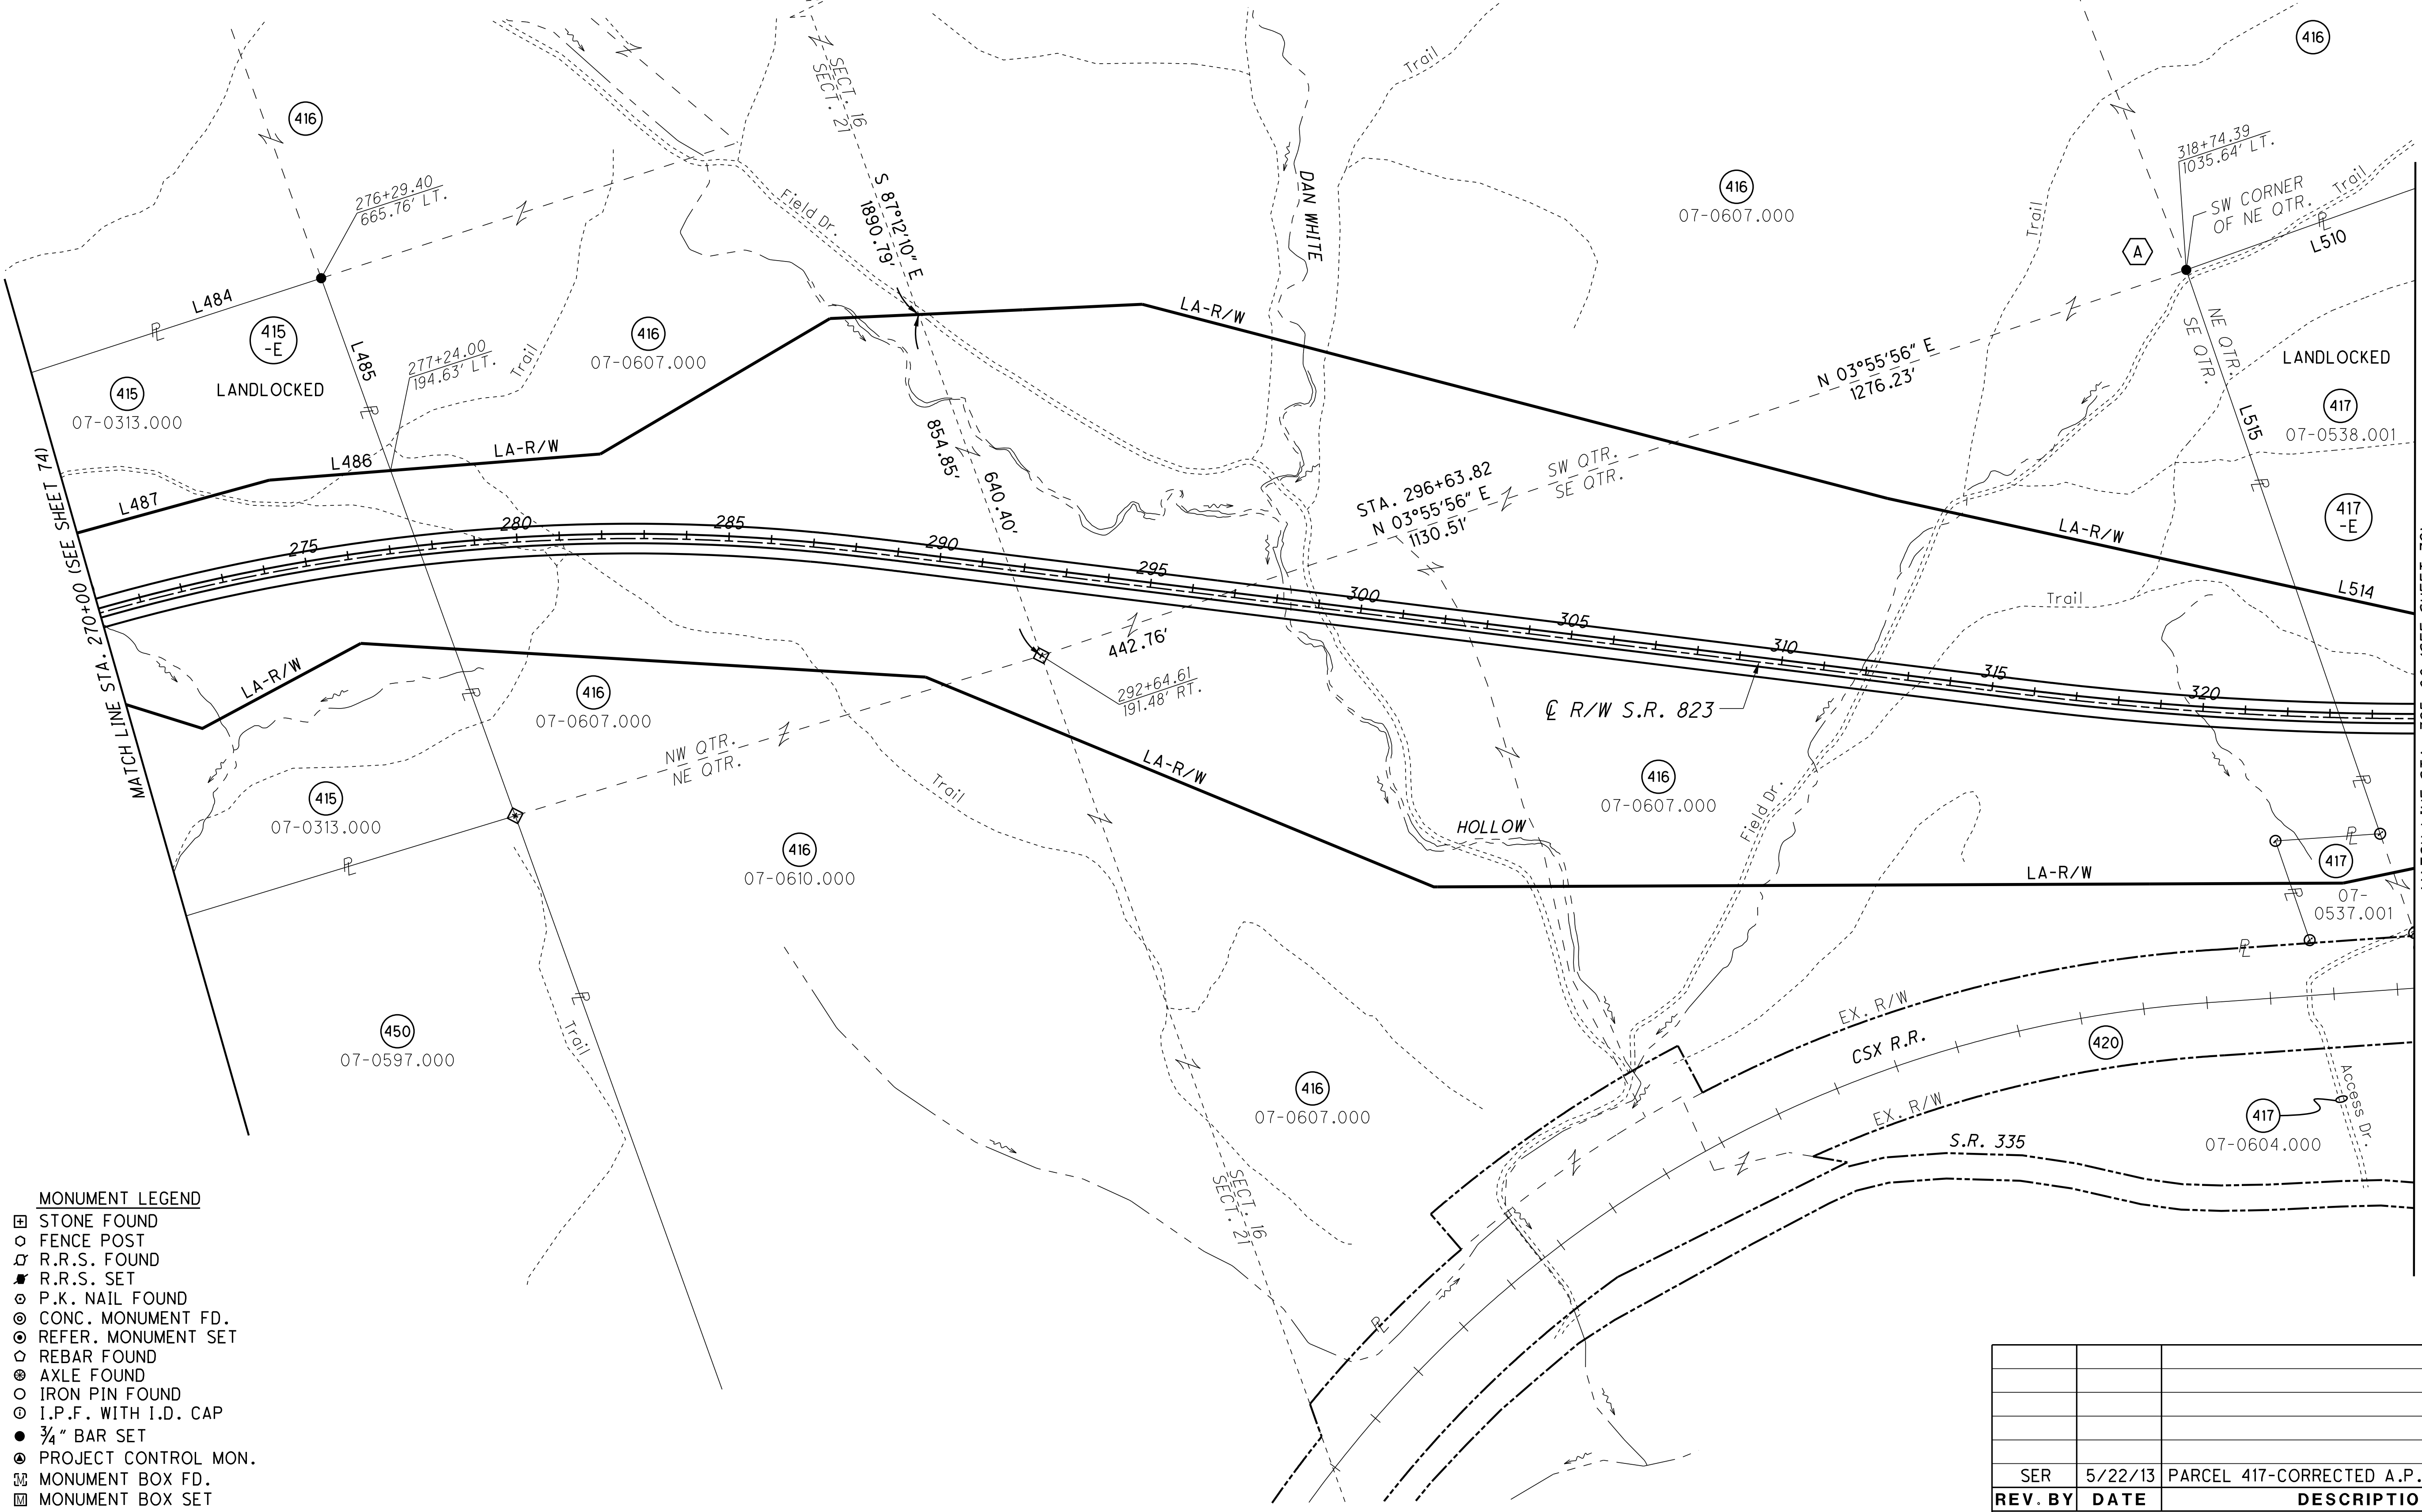 416
276+29.40
665.76' LT.
L484
415
-E
LANDLOCKED
415
07-0313.000
L485
277+24.00
194.63' LT.
Trail
416
07-0607.000
L486
LA-R/W
L487
MATCH LINE STA. 270+00 (SEE SHEET 74)
SECT. 16
SECT. 21
Field Dr.
S 87°12'10" E
1890.79'
Trail
DAN WHITE
LA-R/W
416
07-0607.000
416
318+74.39
1035.64' LT.
SW CORNER
OF NE QTR.
Trail
Trail
A
L510
NE QTR.
SE QTR.
LANDLOCKED
417
07-0538.001
L515
417
-E
N 03°55'56" E
1276.23'
SW QTR.
SE QTR.
STA. 296+63.82
N 03°55'56" E
1130.51'
854.85'
640.40'
LA-R/W
L514
Trail
275
280
285
290
295
300
305
310
315
320
442.76'
292+64.61
191.48' RT.
℄ R/W S.R. 823
LA-R/W
416
07-0607.000
NW QTR.
NE QTR.
LA-R/W
Trail
415
07-0313.000
416
07-0610.000
416
07-0607.000
HOLLOW
Field Dr.
LA-R/W
417
07-
0537.001
450
07-0597.000
Trail
416
07-0607.000
EX. R/W
CSX R.R.
420
EX. R/W
S.R. 335
417
07-0604.000
Access Dr.
SECT. 16
SECT. 21
MONUMENT LEGEND
STONE FOUND
FENCE POST
R.R.S. FOUND
R.R.S. SET
P.K. NAIL FOUND
CONC. MONUMENT FD.
REFER. MONUMENT SET
REBAR FOUND
AXLE FOUND
IRON PIN FOUND
I.P.F. WITH I.D. CAP
¾" BAR SET
PROJECT CONTROL MON.
MONUMENT BOX FD.
MONUMENT BOX SET
SER 5/22/13 PARCEL 417-CORRECTED A.P.
REV. BY DATE DESCRIPTIO